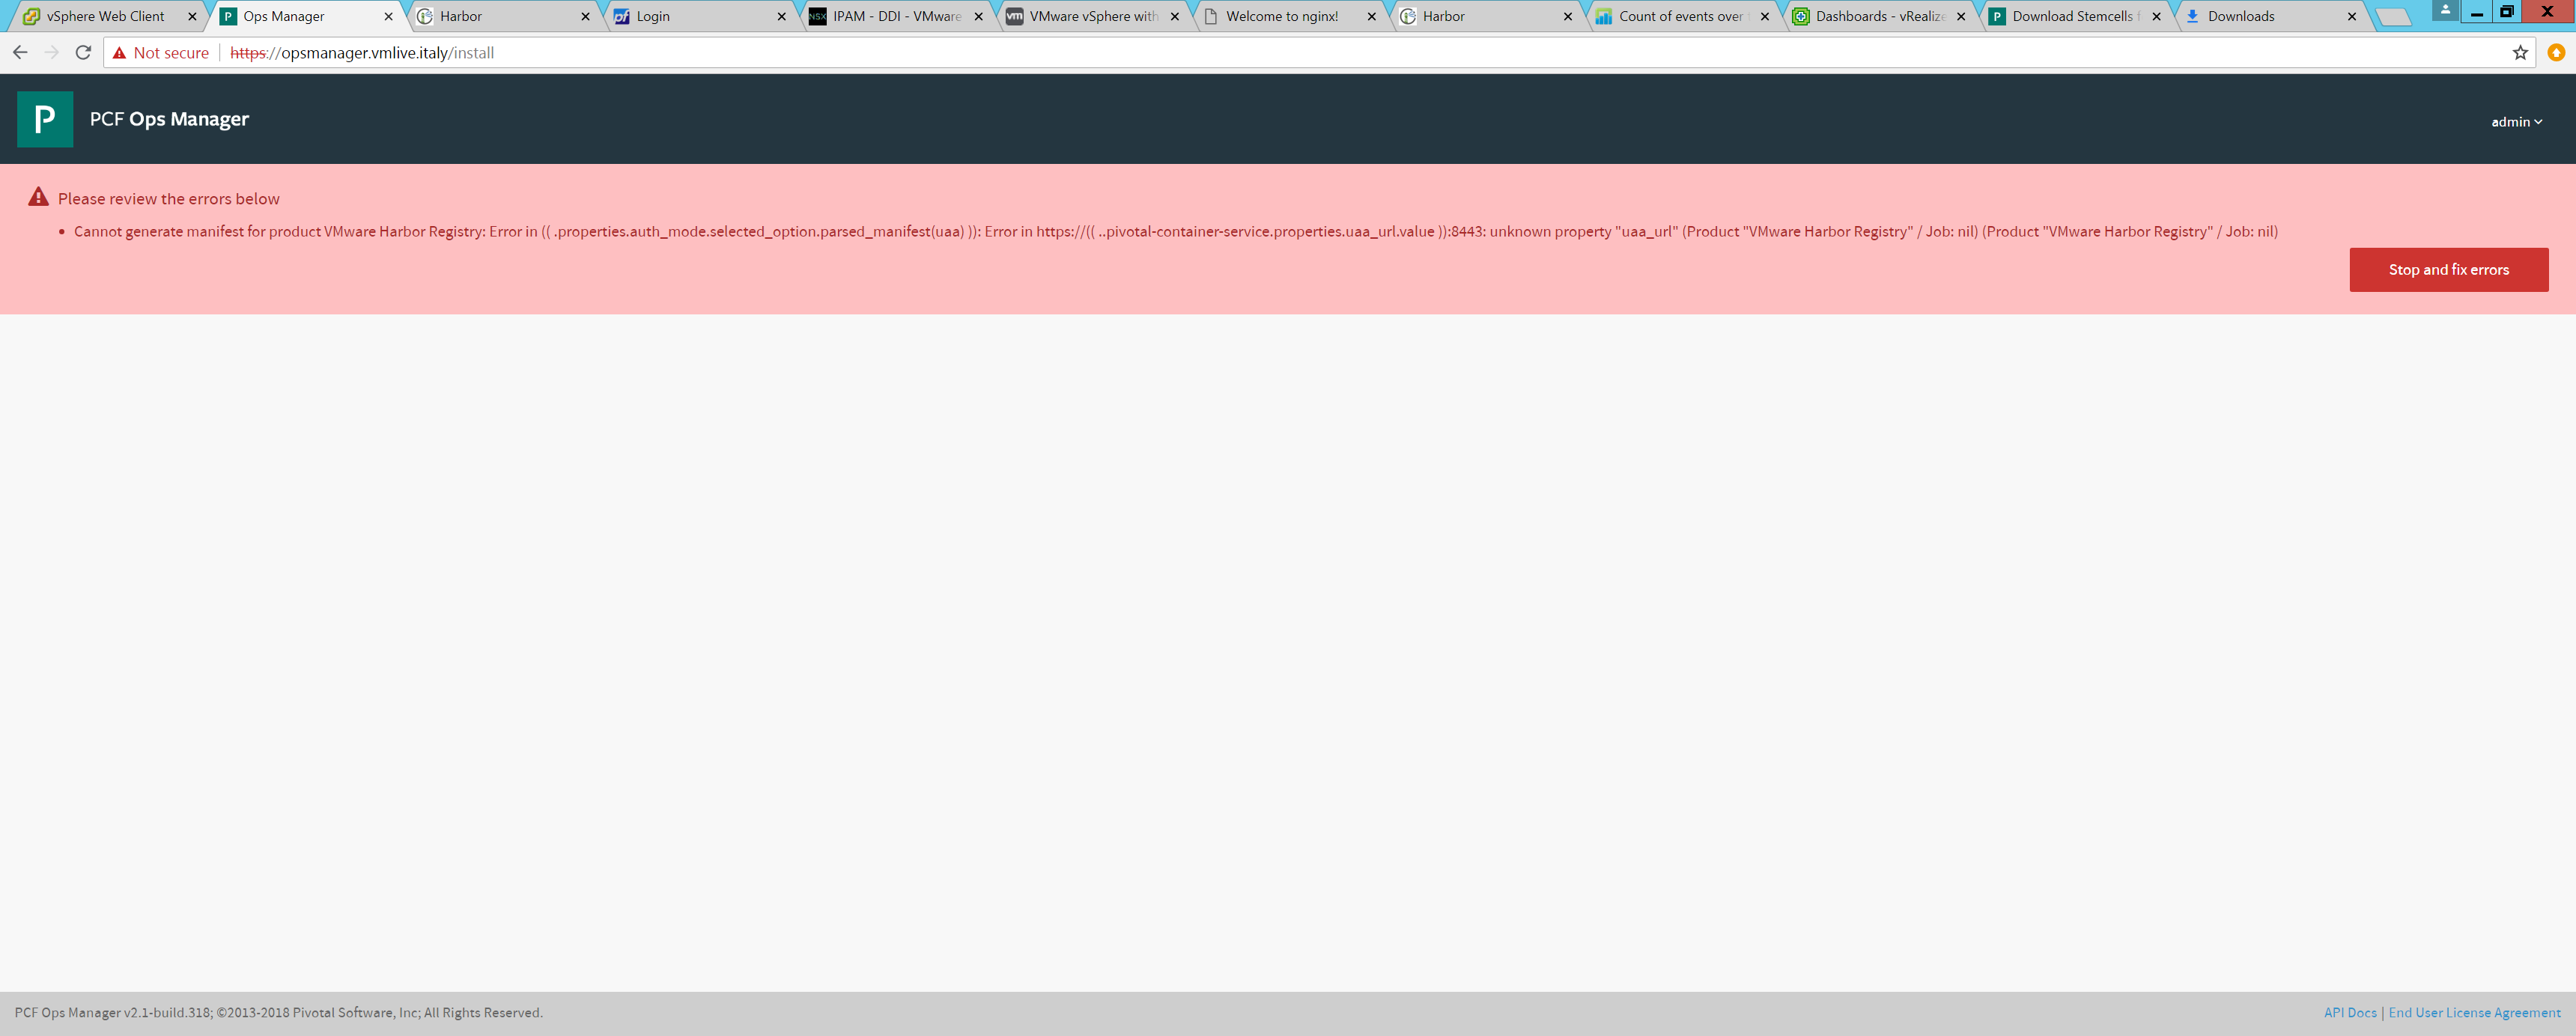 vSphere Web Client
Ops Manager
Harbor
Login
IPAM - DDI - VMware
VMware vSphere with
Welcome to nginx!
Harbor
Count of events over
Dashboards - vRealize
Download Stemcells f
Downloads
Not secure | https://opsmanager.vmlive.italy/install
P
PCF Ops Manager
admin
Please review the errors below
Cannot generate manifest for product VMware Harbor Registry: Error in (( .properties.auth_mode.selected_option.parsed_manifest(uaa) )): Error in https://(( ..pivotal-container-service.properties.uaa_url.value )):8443: unknown property "uaa_url" (Product "VMware Harbor Registry" / Job: nil) (Product "VMware Harbor Registry" / Job: nil)
Stop and fix errors
PCF Ops Manager v2.1-build.318; ©2013-2018 Pivotal Software, Inc; All Rights Reserved.
API Docs | End User License Agreement